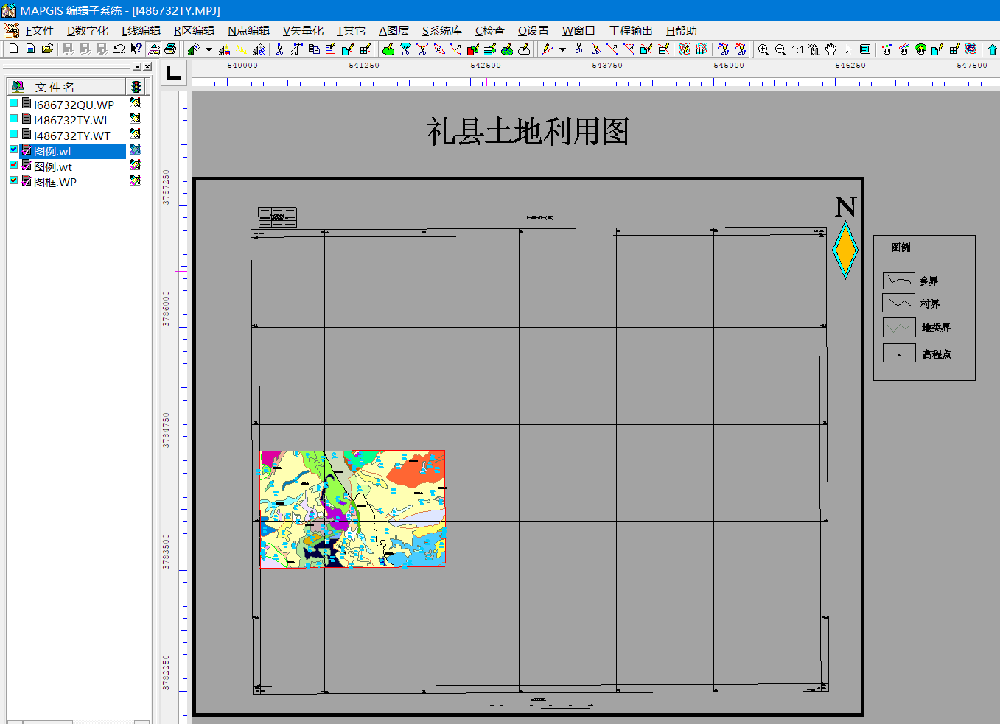 MAPGIS 编辑子系统 - [I486732TY.MPJ]
F文件 D数字化 L线编辑 R区编辑 N点编辑 V矢量化 T其它 A图层 S系统库 C检查 O设置 W窗口 工程输出 H帮助
1:1
540000 541250 542500 543750 545000 546250 547500
文件名
I686732QU.WP
I486732TY.WL
I486732TY.WT
图例.wl
图例.wt
图框.WP
3787250
3786000
3784750
3783500
3782250
礼县土地利用图
N
图例
乡界
村界
地类界
高程点